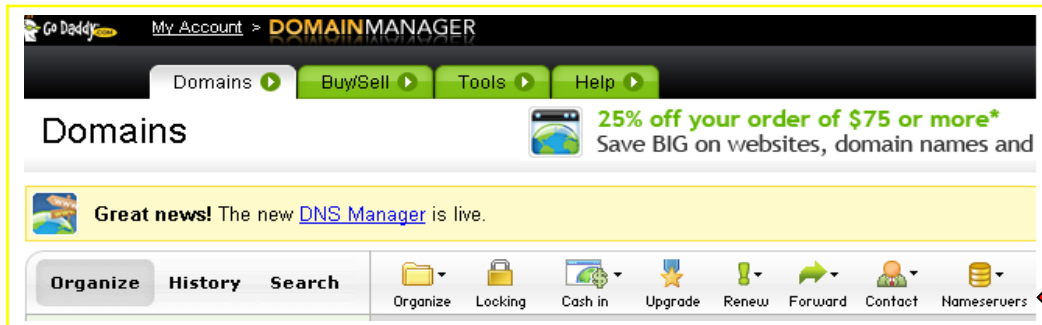 Go Daddy.com My Account > DOMAINMANAGER
Domains Buy/Sell Tools Help
Domains
25% off your order of $75 or more*
Save BIG on websites, domain names and
Great news! The new DNS Manager is live.
Organize History Search
Organize Locking Cash in Upgrade Renew Forward Contact Nameservers